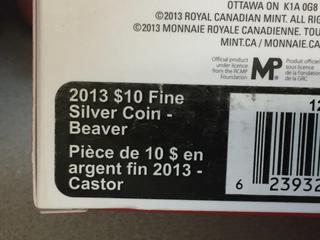 OTTAWA ON K1A 0G8
©2013 ROYAL CANADIAN MINT. ALL RIG
©2013 MONNAIE ROYALE CANADIENNE. TOU
MINT.CA / MONNAIE.
Official product
under licence
from the RCMP
Foundation
MP
Produit officiel
sous licence
de la Fondation
de la GRC
2013 $10 Fine
Silver Coin -
Beaver
Pièce de 10 $ en
argent fin 2013 -
Castor
12
6 23932